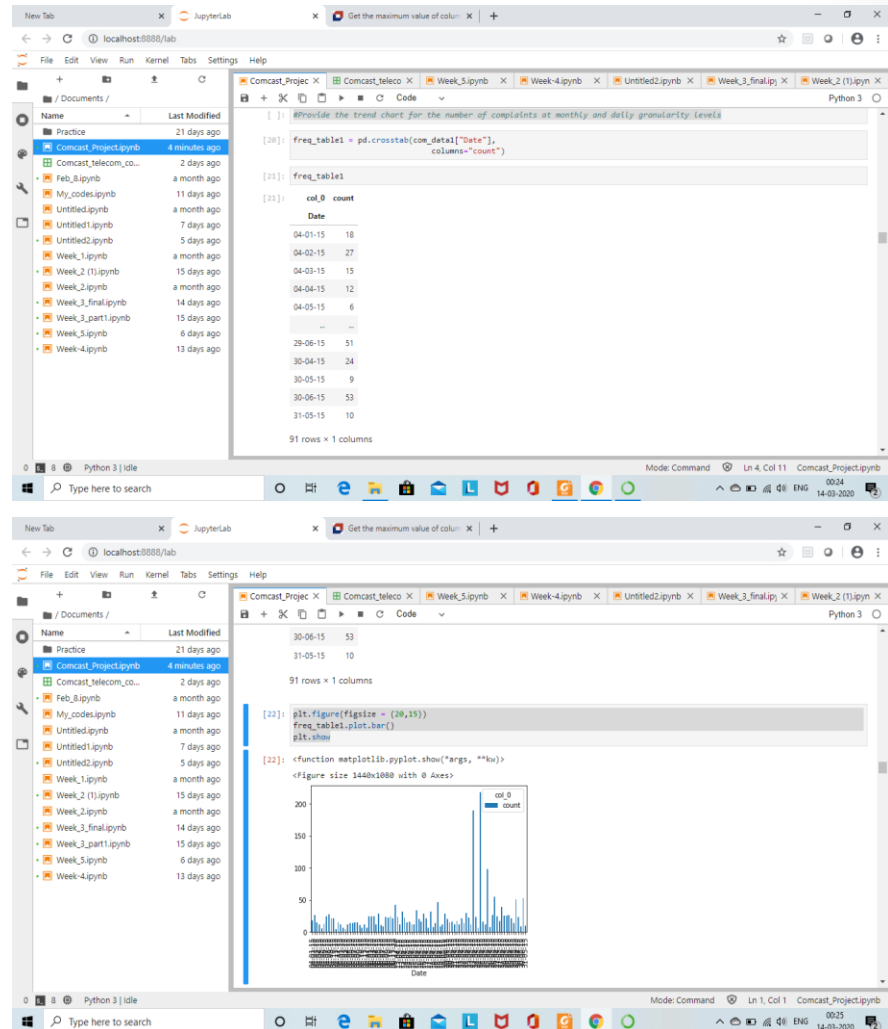 New Tab × JupyterLab × Get the maximum value of colum × +
localhost:8888/lab
File Edit View Run Kernel Tabs Settings Help
Comcast_Projec × Comcast_teleco × Week_5.ipynb × Week-4.ipynb × Untitled2.ipynb × Week_3_final.ipy × Week_2 (1).ipyn ×
Code Python 3
/ Documents /
Name Last Modified
Practice 21 days ago
Comcast_Project.ipynb 4 minutes ago
Comcast_telecom_co... 2 days ago
Feb_8.ipynb a month ago
My_codes.ipynb 11 days ago
Untitled.ipynb a month ago
Untitled1.ipynb 7 days ago
Untitled2.ipynb 5 days ago
Week_1.ipynb a month ago
Week_2 (1).ipynb 15 days ago
Week_2.ipynb a month ago
Week_3_final.ipynb 14 days ago
Week_3_part1.ipynb 15 days ago
Week_5.ipynb 6 days ago
Week-4.ipynb 13 days ago
[ ]: #Provide the trend chart for the number of complaints at monthly and daily granularity levels
[20]: freq_table1 = pd.crosstab(com_data1["Date"],
columns="count")
[21]: freq_table1
[21]: col_0 count
Date
04-01-15 18
04-02-15 27
04-03-15 15
04-04-15 12
04-05-15 6
... ...
29-06-15 51
30-04-15 24
30-05-15 9
30-06-15 53
31-05-15 10
91 rows × 1 columns
0 8 Python 3 | Idle Mode: Command Ln 4, Col 11 Comcast_Project.ipynb
Type here to search ENG 00:24
14-03-2020
New Tab × JupyterLab × Get the maximum value of colum × +
localhost:8888/lab
File Edit View Run Kernel Tabs Settings Help
Comcast_Projec × Comcast_teleco × Week_5.ipynb × Week-4.ipynb × Untitled2.ipynb × Week_3_final.ipy × Week_2 (1).ipyn ×
Code Python 3
/ Documents /
Name Last Modified
Practice 21 days ago
Comcast_Project.ipynb 4 minutes ago
Comcast_telecom_co... 2 days ago
Feb_8.ipynb a month ago
My_codes.ipynb 11 days ago
Untitled.ipynb a month ago
Untitled1.ipynb 7 days ago
Untitled2.ipynb 5 days ago
Week_1.ipynb a month ago
Week_2 (1).ipynb 15 days ago
Week_2.ipynb a month ago
Week_3_final.ipynb 14 days ago
Week_3_part1.ipynb 15 days ago
Week_5.ipynb 6 days ago
Week-4.ipynb 13 days ago
30-06-15 53
31-05-15 10
91 rows × 1 columns
[22]: plt.figure(figsize = (20,15))
freq_table1.plot.bar()
plt.show
[22]: <function matplotlib.pyplot.show(*args, **kw)>
<Figure size 1440x1080 with 0 Axes>
col_0
count
200
150
100
50
0
Date
0 8 Python 3 | Idle Mode: Command Ln 1, Col 1 Comcast_Project.ipynb
Type here to search ENG 00:25
14-03-2020